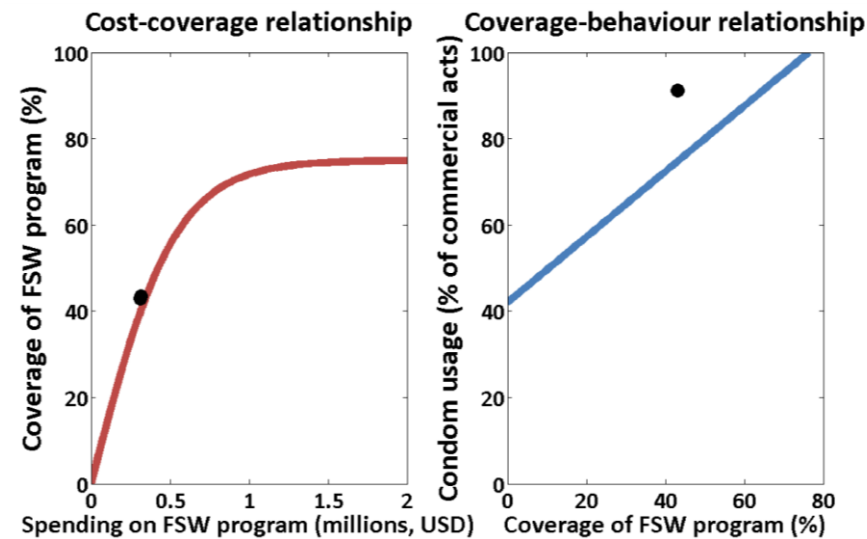 Cost-coverage relationship
Coverage of FSW program (%)
100
80
60
40
20
0
0 0.5 1 1.5 2
Spending on FSW program (millions, USD)
Coverage-behaviour relationship
Condom usage (% of commercial acts)
100
80
60
40
20
0
0 20 40 60 80
Coverage of FSW program (%)